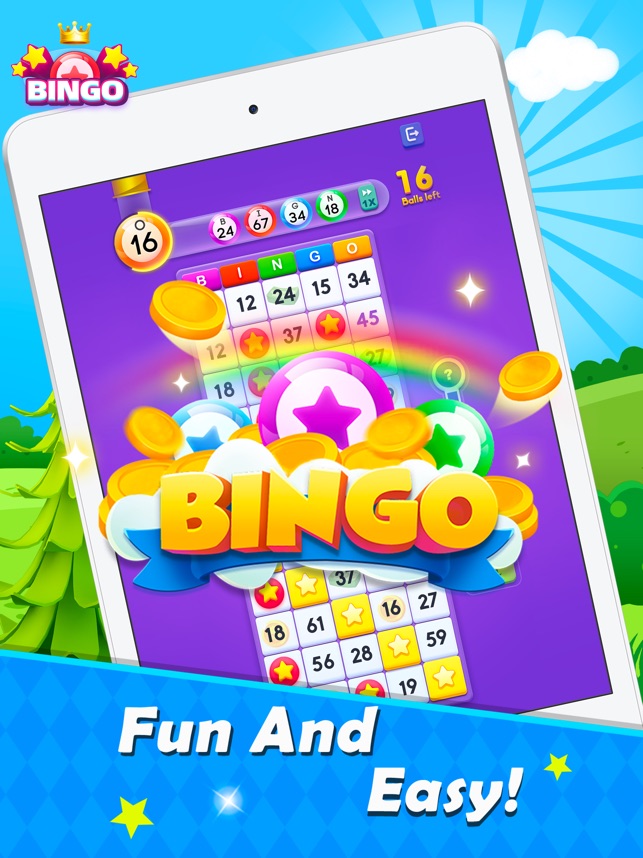 BINGO
16
Balls left
O
16
B
24
I
67
G
34
N
18
1X
B I N G O
12 24 15 34
12 37 45
18 27
?
BINGO
37
18 61 16 27
56 28 59
19
Fun And
Easy!